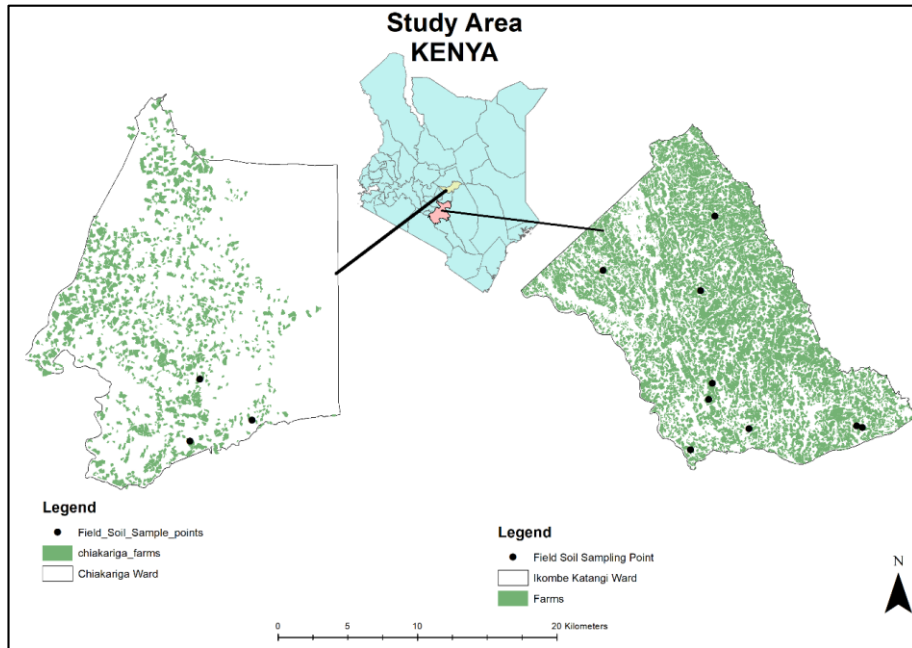 Study Area
KENYA
Legend
Field_Soil_Sample_points
chiakariga_farms
Chiakariga Ward
Legend
Field Soil Sampling Point
Ikombe Katangi Ward
Farms
N
0 5 10 20 Kilometers